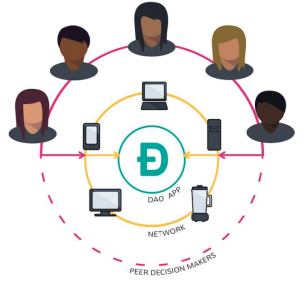 Đ
DAO APP
NETWORK
PEER DECISION MAKERS